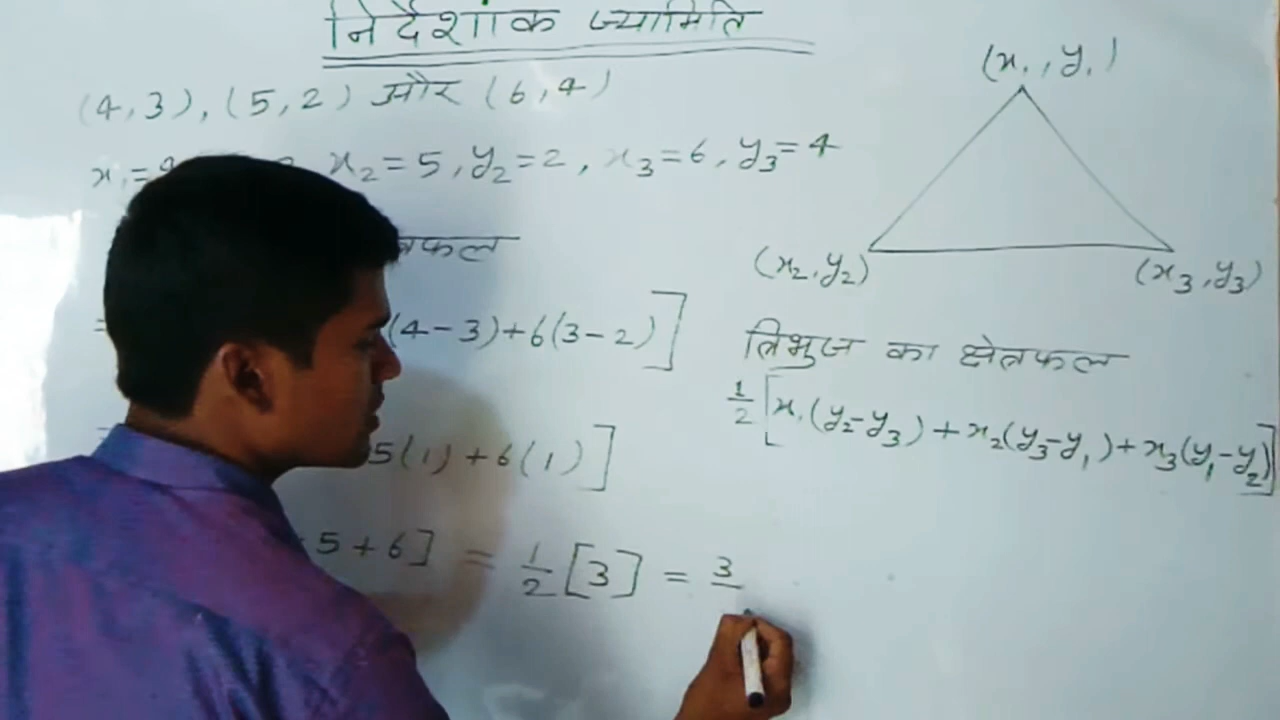 निर्देशांक ज्यामिति
(4,3), (5,2) और (6,4)
x₂=5, y₂=2, x₃=6, y₃=4
(4-3)+6(3-2)]
5(1)+6(1)]
5+6] = 1/2 [3] = 3
(x₁, y₁)
(x₂, y₂)
(x₃, y₃)
त्रिभुज का क्षेत्रफल
1/2 [x₁(y₂-y₃)+x₂(y₃-y₁)+x₃(y₁-y₂)]